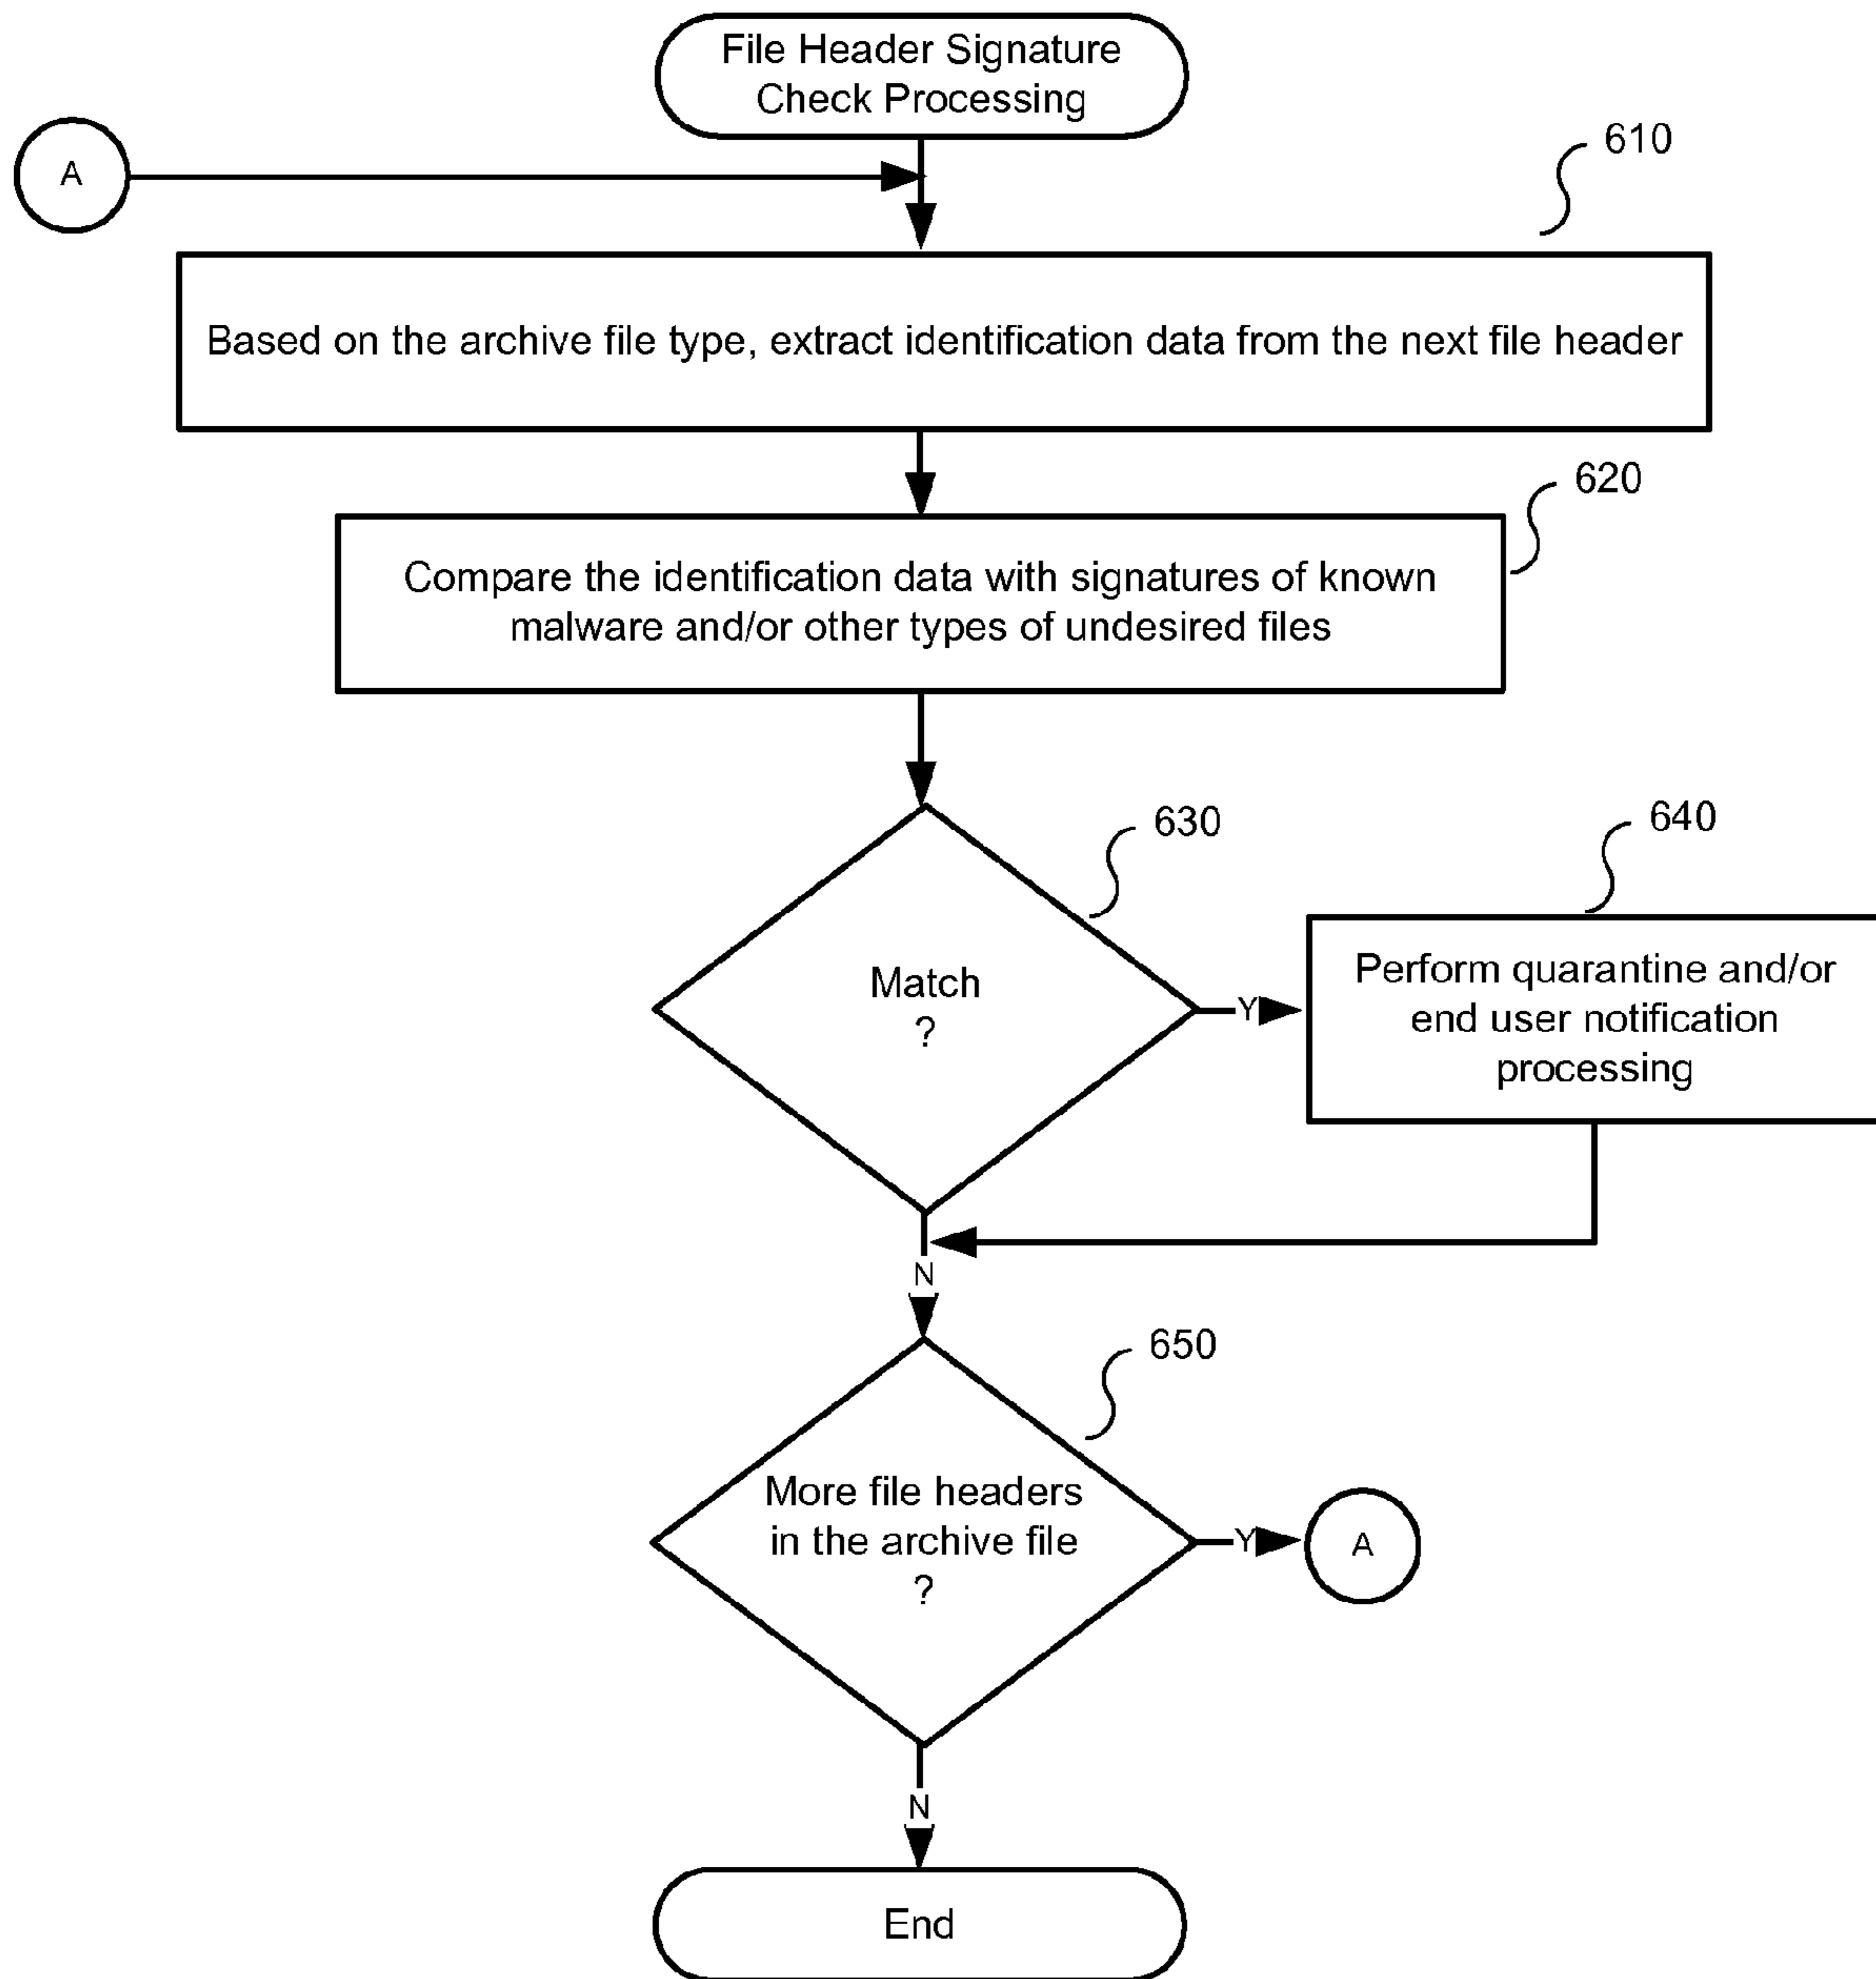 File Header Signature
Check Processing
A
610
Based on the archive file type, extract identification data from the next file header
620
Compare the identification data with signatures of known
malware and/or other types of undesired files
630
640
Match
?
Y
Perform quarantine and/or
end user notification
processing
N
650
More file headers
in the archive file
?
Y
A
N
End